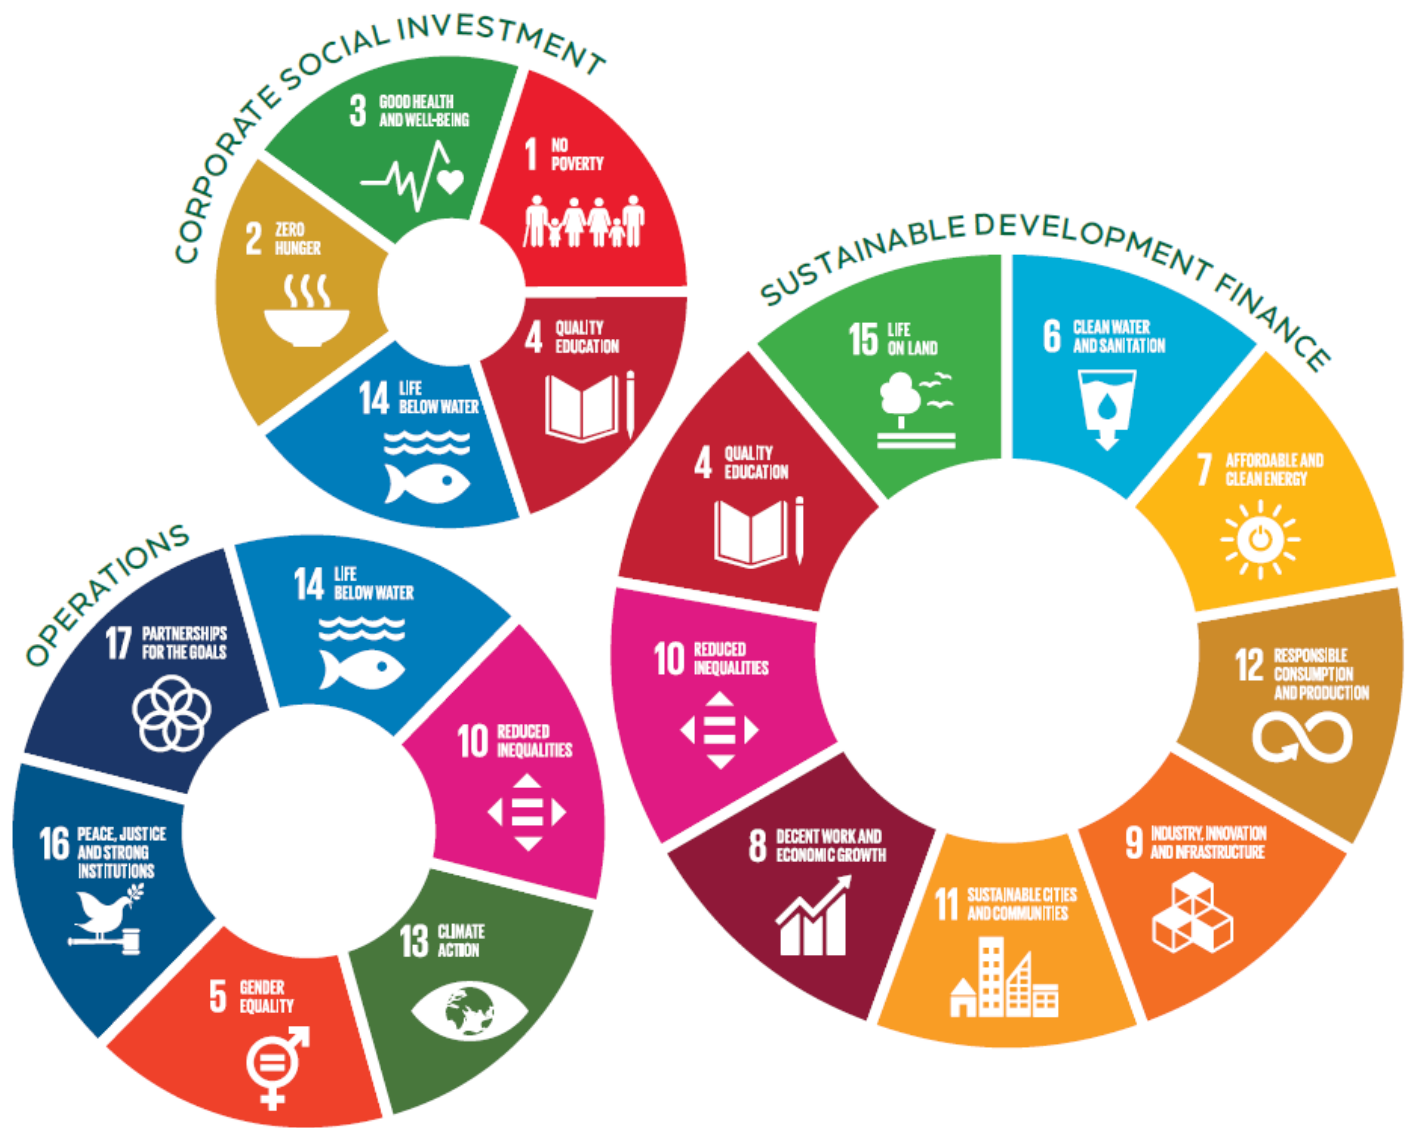 CORPORATE SOCIAL INVESTMENT
3 GOOD HEALTH
AND WELL-BEING
1 NO
POVERTY
2 ZERO
HUNGER
4 QUALITY
EDUCATION
14 LIFE
BELOW WATER
SUSTAINABLE DEVELOPMENT FINANCE
15 LIFE
ON LAND
6 CLEAN WATER
AND SANITATION
4 QUALITY
EDUCATION
7 AFFORDABLE AND
CLEAN ENERGY
10 REDUCED
INEQUALITIES
12 RESPONSIBLE
CONSUMPTION
AND PRODUCTION
8 DECENT WORK AND
ECONOMIC GROWTH
9 INDUSTRY, INNOVATION
AND INFRASTRUCTURE
11 SUSTAINABLE CITIES
AND COMMUNITIES
OPERATIONS
14 LIFE
BELOW WATER
17 PARTNERSHIPS
FOR THE GOALS
10 REDUCED
INEQUALITIES
16 PEACE, JUSTICE
AND STRONG
INSTITUTIONS
13 CLIMATE
ACTION
5 GENDER
EQUALITY